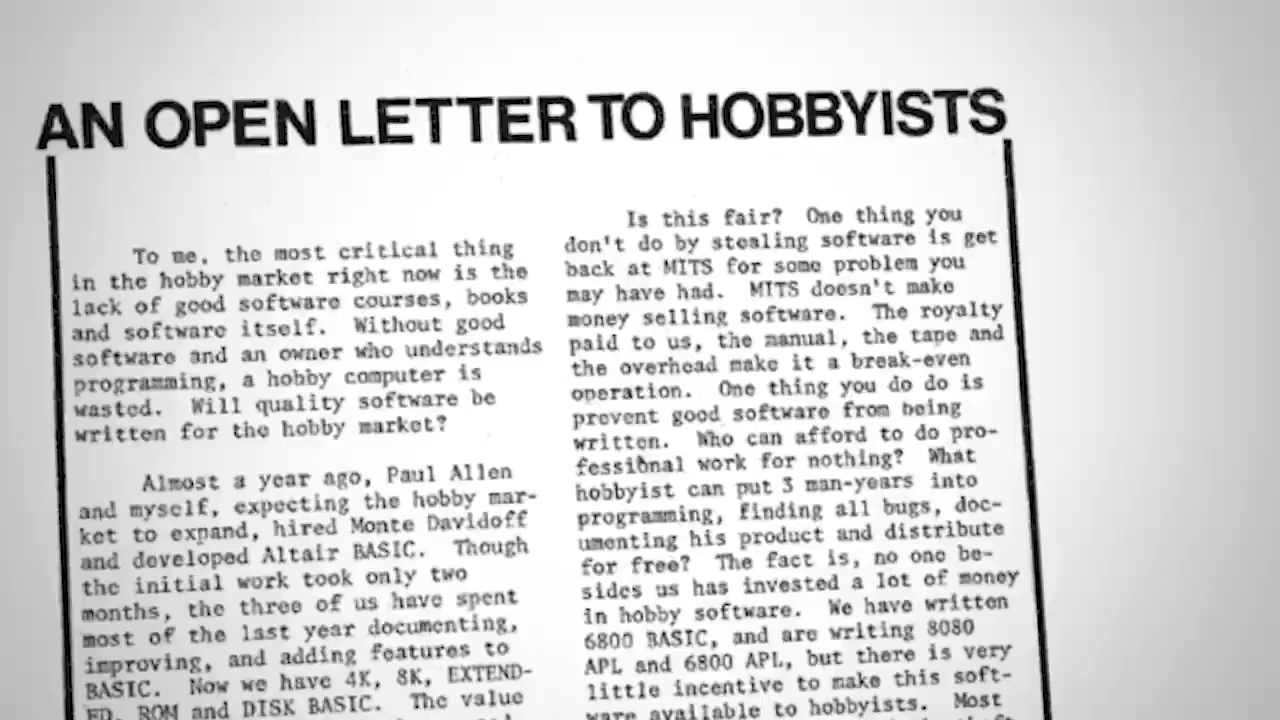 AN OPEN LETTER TO HOBBYISTS
To me, the most critical thing
in the hobby market right now is the
lack of good software courses, books
and software itself. Without good
software and an owner who understands
programming, a hobby computer is
wasted. Will quality software be
written for the hobby market?
Almost a year ago, Paul Allen
and myself, expecting the hobby mar-
ket to expand, hired Monte Davidoff
and developed Altair BASIC. Though
the initial work took only two
months, the three of us have spent
most of the last year documenting,
improving, and adding features to
BASIC. Now we have 4K, 8K, EXTEND-
ED, ROM and DISK BASIC. The value
Is this fair? One thing you
don't do by stealing software is get
back at MITS for some problem you
may have had. MITS doesn't make
money selling software. The royalty
paid to us, the manual, the tape and
the overhead make it a break-even
operation. One thing you do do is
prevent good software from being
written. Who can afford to do pro-
fessional work for nothing? What
hobbyist can put 3 man-years into
programming, finding all bugs, doc-
umenting his product and distribute
for free? The fact is, no one be-
sides us has invested a lot of money
in hobby software. We have written
6800 BASIC, and are writing 8080
APL and 6800 APL, but there is very
little incentive to make this soft-
ware available to hobbyists. Most